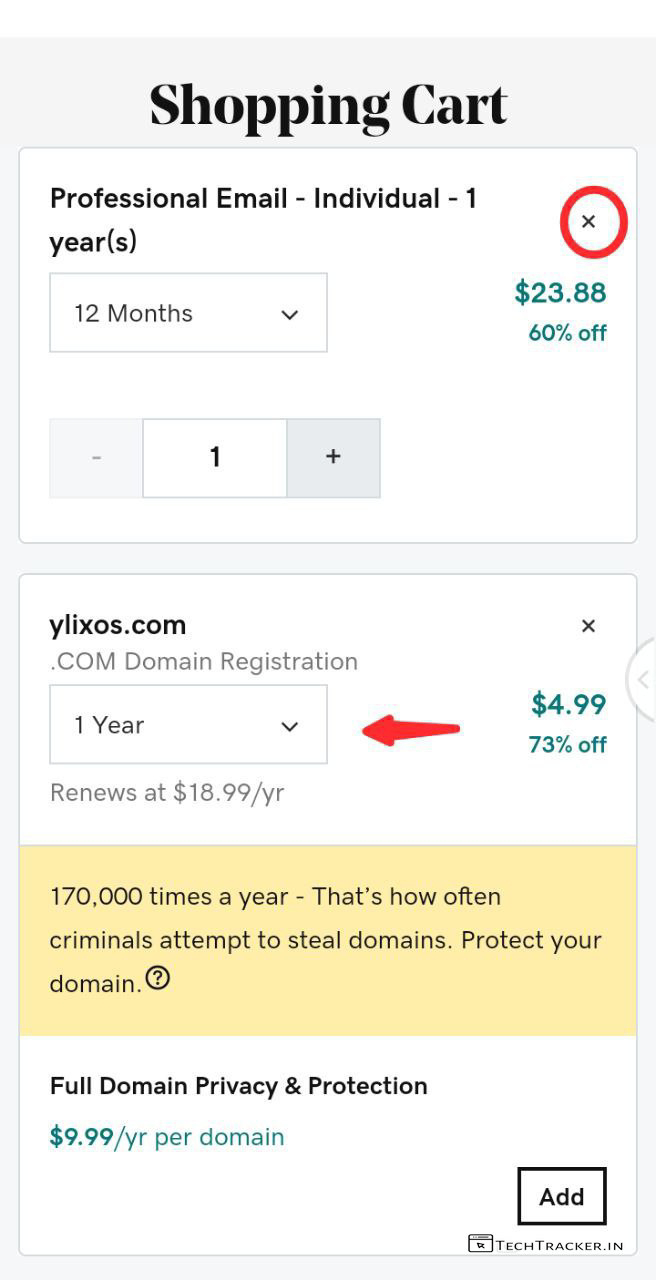 Shopping Cart
Professional Email - Individual - 1
year(s)
×
12 Months
$23.88
60% off
-
1
+
ylixos.com
×
.COM Domain Registration
1 Year
$4.99
73% off
Renews at $18.99/yr
170,000 times a year - That's how often
criminals attempt to steal domains. Protect your
domain.?
Full Domain Privacy & Protection
$9.99/yr per domain
Add
TECHTRACKER.IN